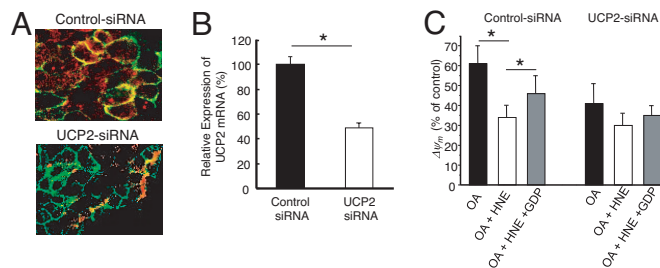 A
Control-siRNA
UCP2-siRNA
B
Relative Expression of
UCP2 mRNA (%)
120
100
80
60
40
20
0
*
Control
siRNA
UCP2
siRNA
C
Control-siRNA
UCP2-siRNA
Δψm (% of control)
70
60
50
40
30
20
10
0
*
*
OA
OA + HNE
OA + HNE +GDP
OA
OA + HNE
OA + HNE +GDP